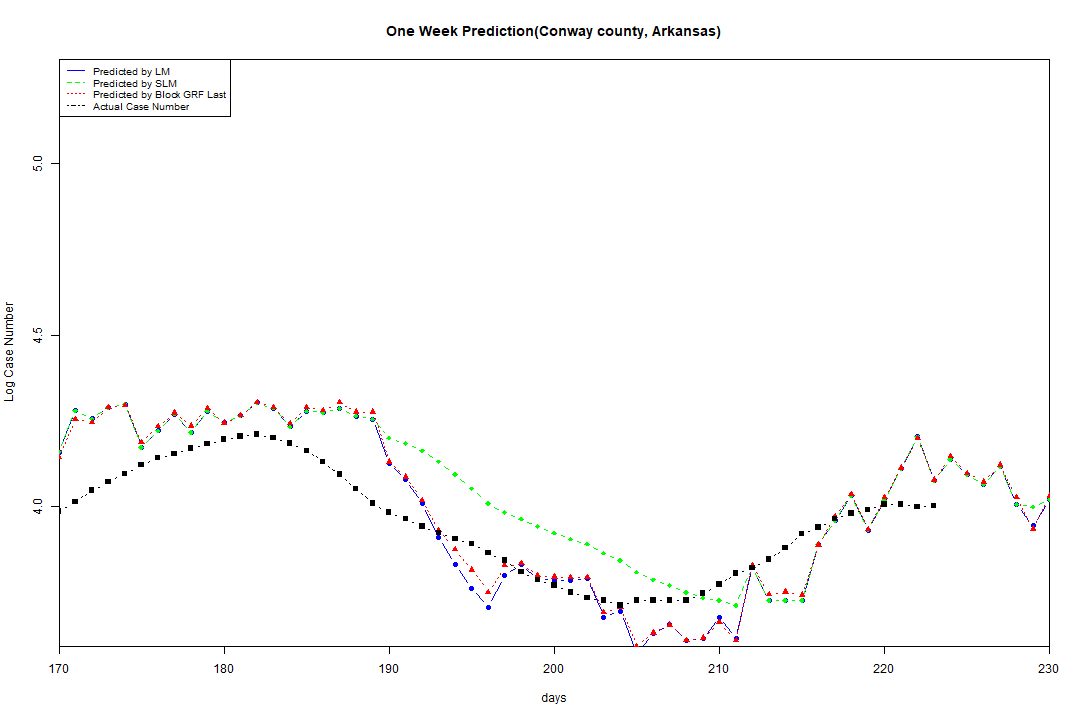 One Week Prediction(Conway county, Arkansas)
Predicted by LM
Predicted by SLM
Predicted by Block GRF Last
Actual Case Number
5.0
4.5
4.0
Log Case Number
170 180 190 200 210 220 230
days